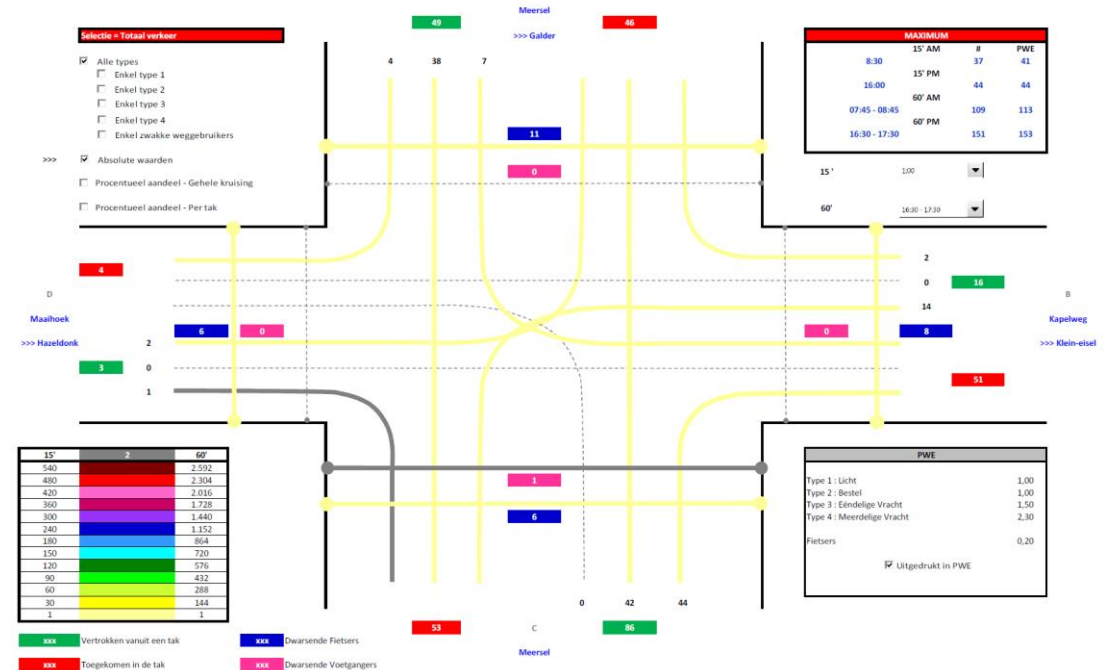 Meersel
49
46
>>> Galder
Selectie = Totaal verkeer
Alle types
Enkel type 1
Enkel type 2
Enkel type 3
Enkel type 4
Enkel zwakke weggebruikers
>>> Absolute waarden
Procentueel aandeel - Gehele kruising
Procentueel aandeel - Per tak
4 38 7
11
0
MAXIMUM
15' AM # PWE
8:30 37 41
15' PM
16:00 44 44
60' AM
07:45 - 08:45 109 113
60' PM
16:30 - 17:30 151 153
15 ' 1:00
60' 16:30 - 17:30
4
D
Maaihoek
>>> Hazeldonk
6 0
2
3 0
1
2
0 16
14
0 8
51
B
Kapelweg
>>> Klein-eisel
15' 2 60'
540 2.592
480 2.304
420 2.016
360 1.728
300 1.440
240 1.152
180 864
150 720
120 576
90 432
60 288
30 144
1 1
1
6
PWE
Type 1 : Licht 1,00
Type 2 : Bestel 1,00
Type 3 : Eendelige Vracht 1,50
Type 4 : Meerdelige Vracht 2,30
Fietsers 0,20
Uitgedrukt in PWE
0 42 44
53 C 86
Meersel
xxx Vertrokken vanuit een tak
xxx Dwarsende Fietsers
xxx Toegekomen in de tak
xxx Dwarsende Voetgangers